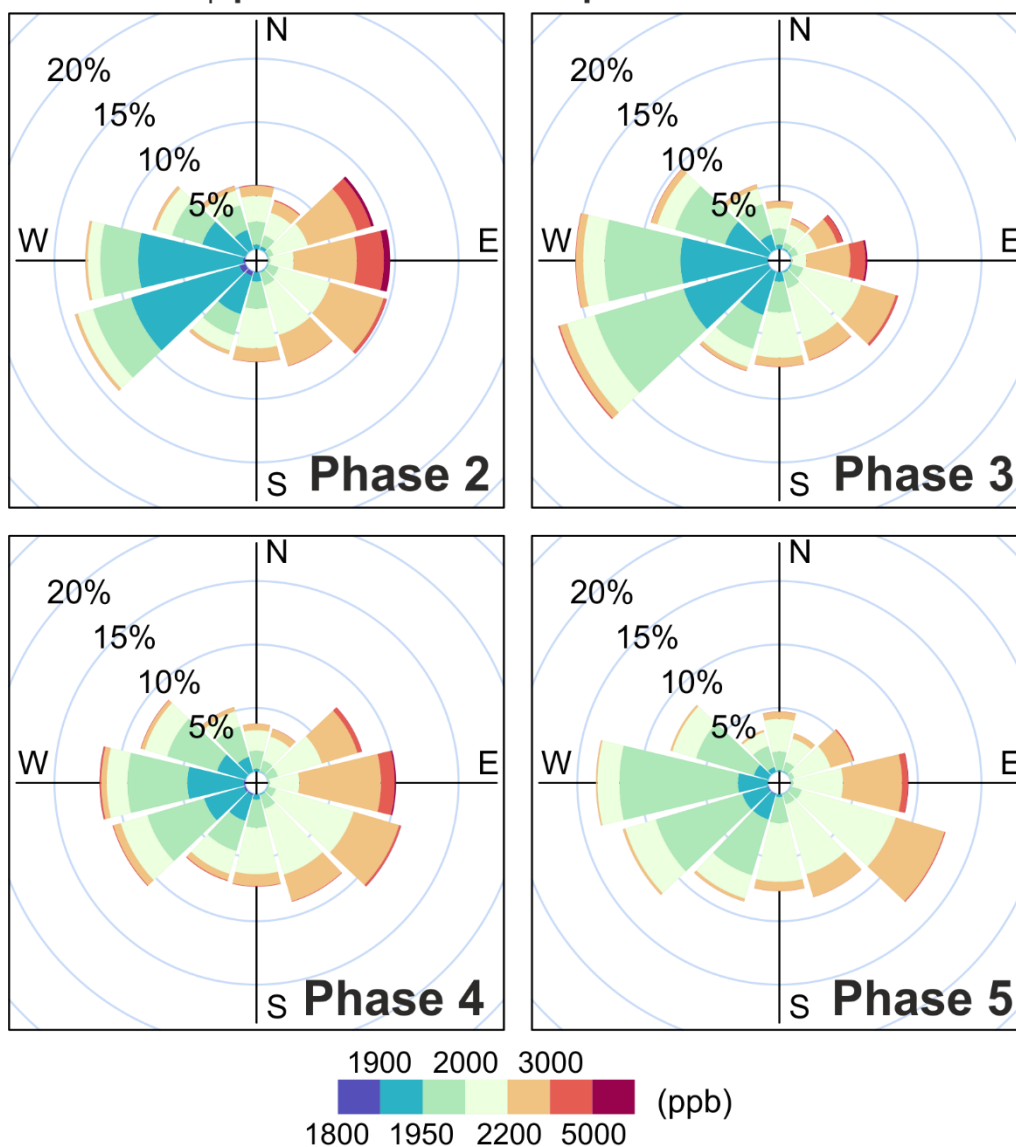 N N
20% 20%
15% 15%
10% 10%
5% 5%
W E W E
S Phase 2 S Phase 3
N N
20% 20%
15% 15%
10% 10%
5% 5%
W E W E
S Phase 4 S Phase 5
1900 2000 3000
(ppb)
1800 1950 2200 5000